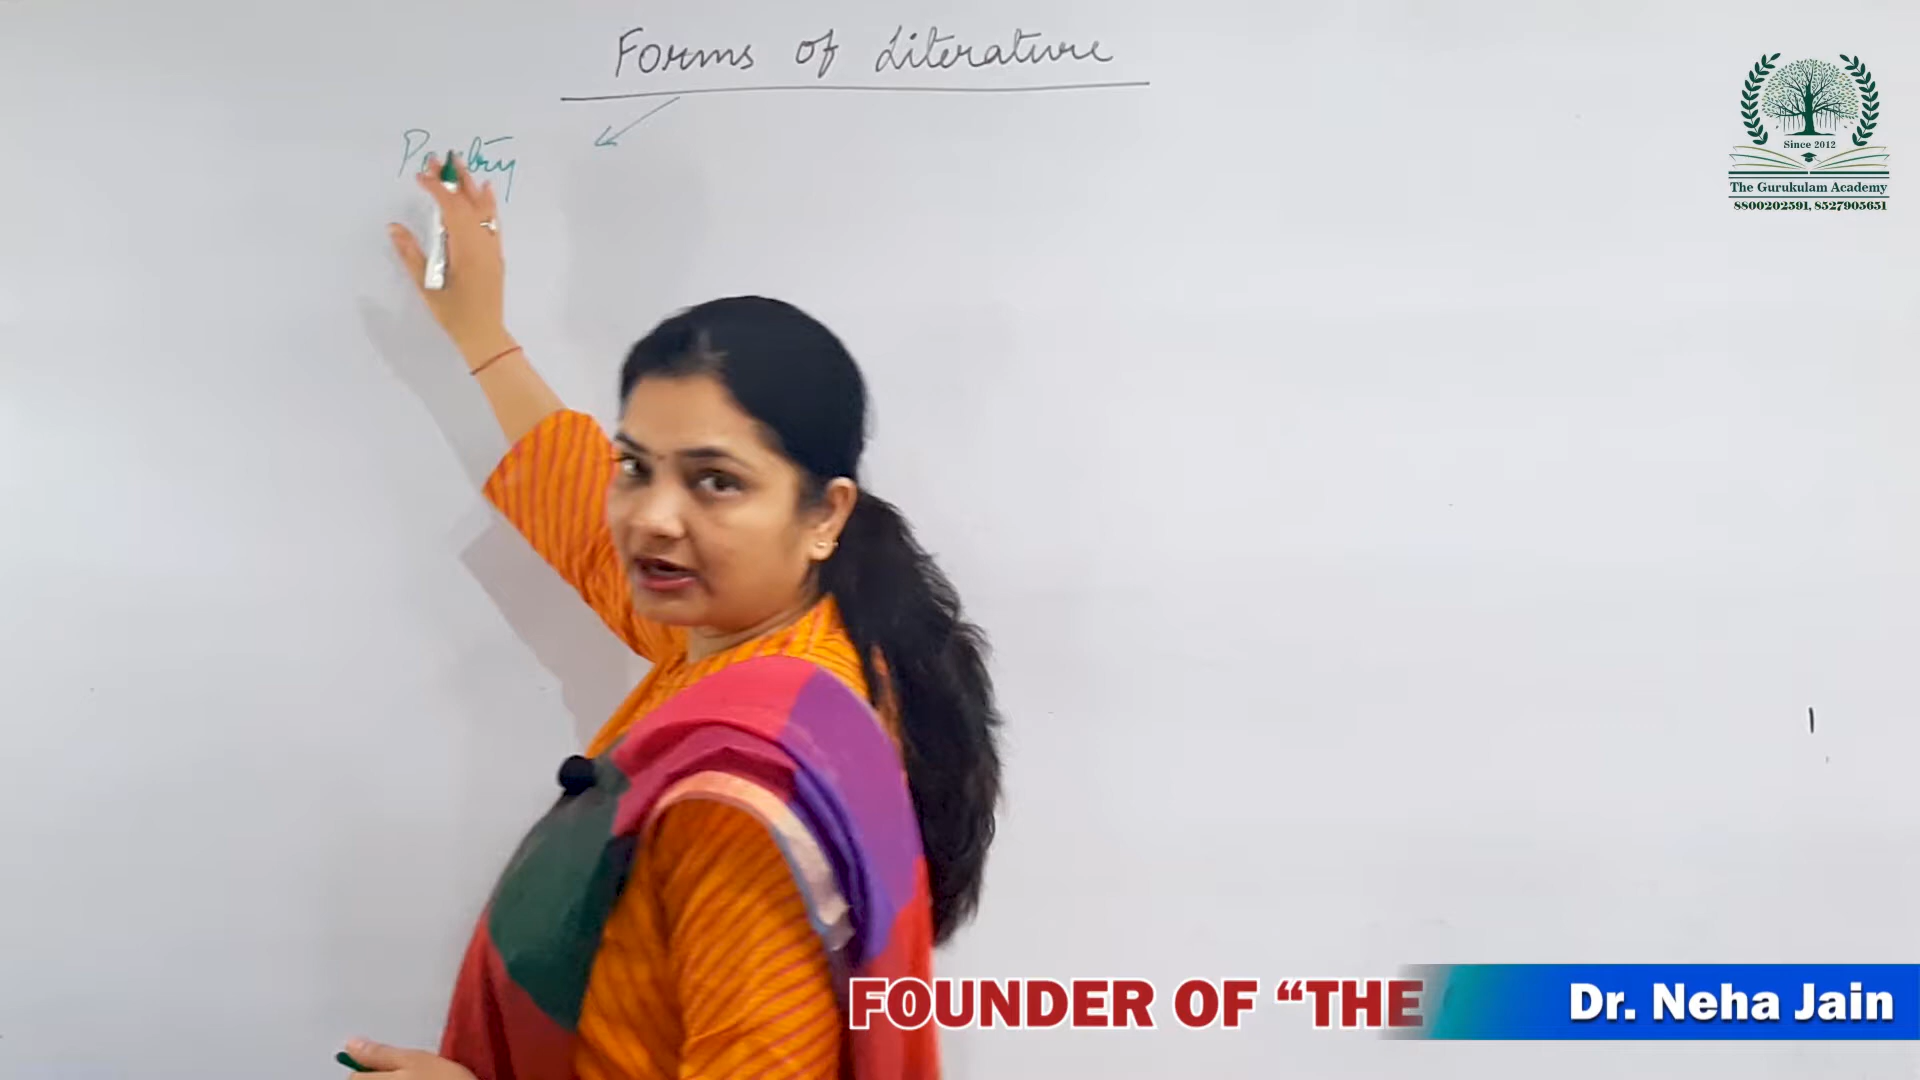 Forms of Literature
Poetry
Since 2012
The Gurukulam Academy
8800202591, 8527905651
FOUNDER OF “THE
Dr. Neha Jain